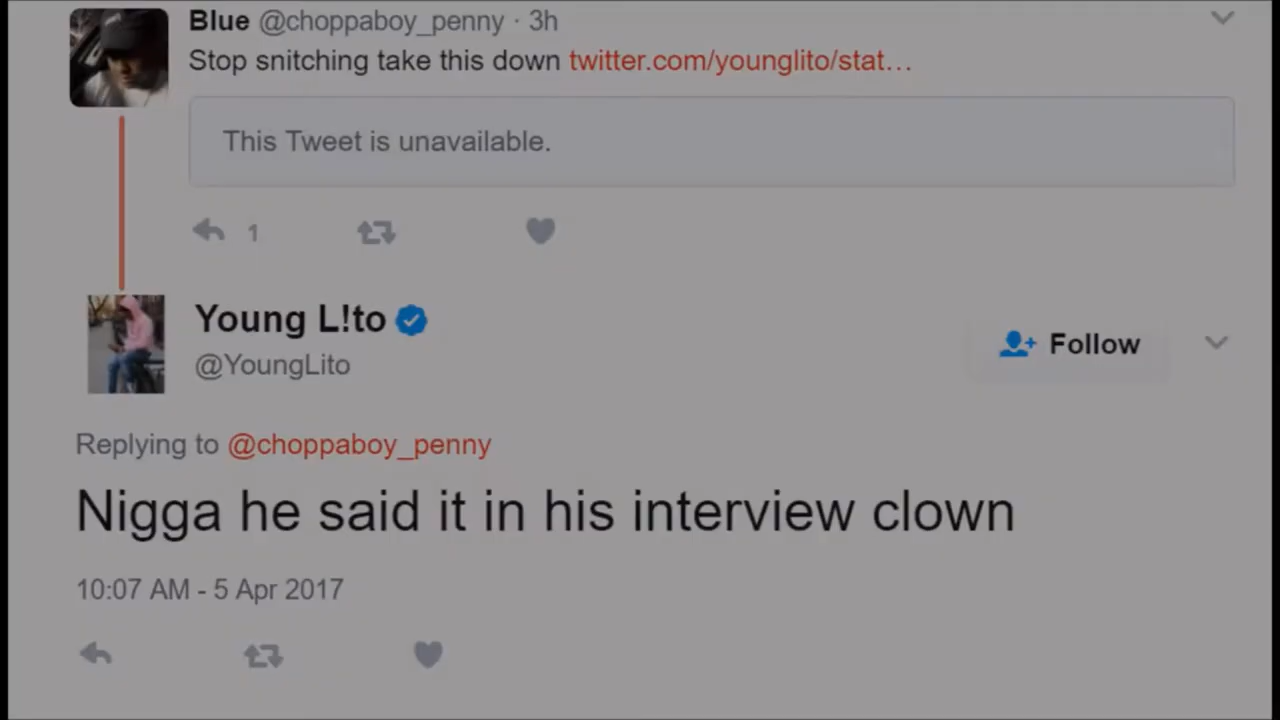 Blue @choppaboy_penny · 3h
Stop snitching take this down twitter.com/younglito/stat…
This Tweet is unavailable.
1
Young L!to
@YoungLito
Follow
Replying to @choppaboy_penny
Nigga he said it in his interview clown
10:07 AM - 5 Apr 2017